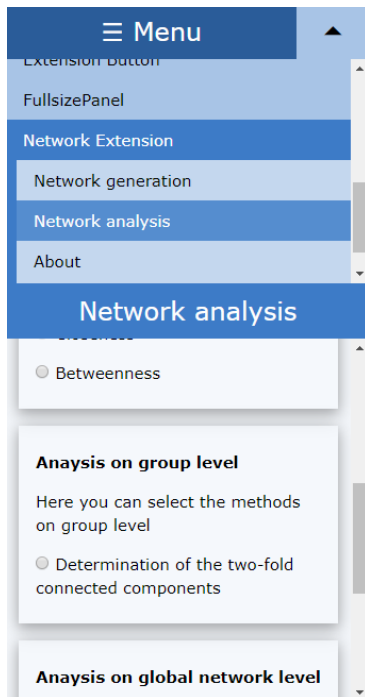 ☰ Menu
Extension Button
FullsizePanel
Network Extension
Network generation
Network analysis
About
Network analysis
Closeness
Betweenness
Anaysis on group level
Here you can select the methods
on group level
Determination of the two-fold
connected components
Anaysis on global network level